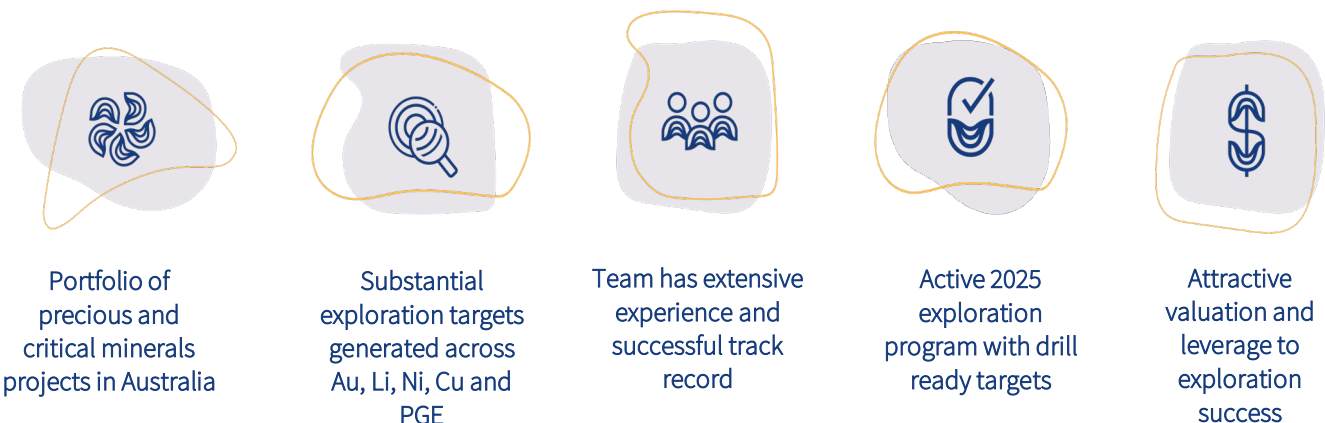 Portfolio of
precious and
critical minerals
projects in Australia
Substantial
exploration targets
generated across
Au, Li, Ni, Cu and
PGE
Team has extensive
experience and
successful track
record
Active 2025
exploration
program with drill
ready targets
Attractive
valuation and
leverage to
exploration
success